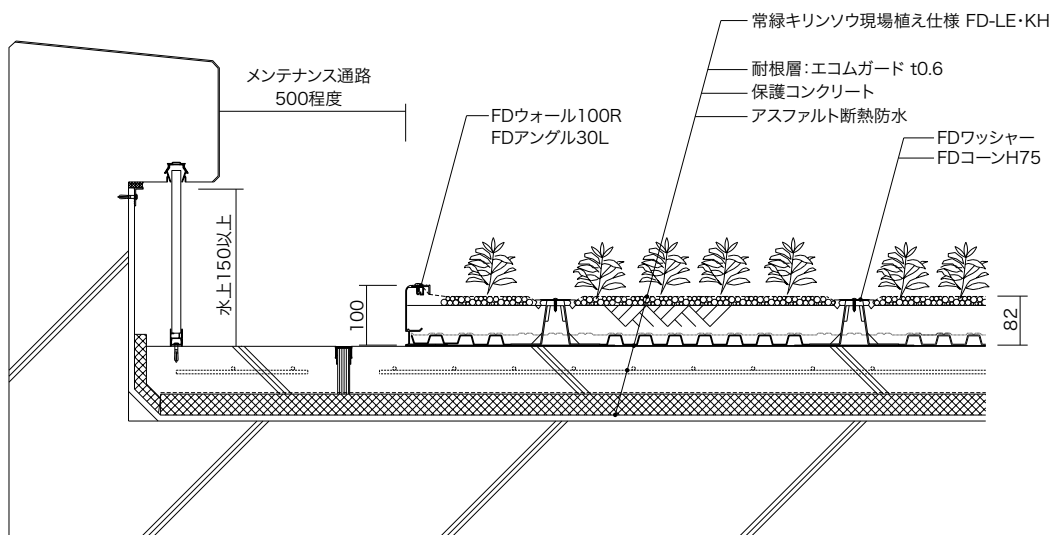 常緑キリンソウ現場植え仕様 FD-LE・KH
耐根層：エコムガード t0.6
保護コンクリート
アスファルト断熱防水
メンテナンス通路
500程度
FDウォール100R
FDアングル30L
FDワッシャー
FDコーンH75
水上150以上
100
82